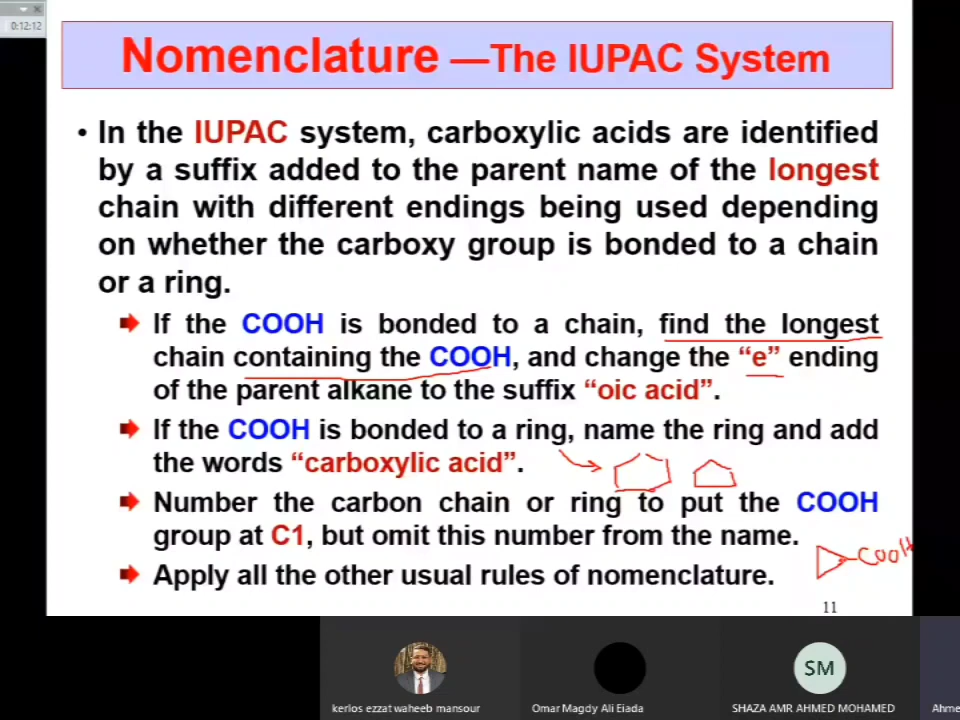 0:12:12
Nomenclature —The IUPAC System
• In the IUPAC system, carboxylic acids are identified
by a suffix added to the parent name of the longest
chain with different endings being used depending
on whether the carboxy group is bonded to a chain
or a ring.
If the COOH is bonded to a chain, find the longest
chain containing the COOH, and change the “e” ending
of the parent alkane to the suffix “oic acid”.
If the COOH is bonded to a ring, name the ring and add
the words “carboxylic acid”.
Number the carbon chain or ring to put the COOH
group at C1, but omit this number from the name.
COOH
Apply all the other usual rules of nomenclature.
11
SM
kerlos ezzat waheeb mansour
Omar Magdy Ali Eiada
SHAZA AMR AHMED MOHAMED
Ahme